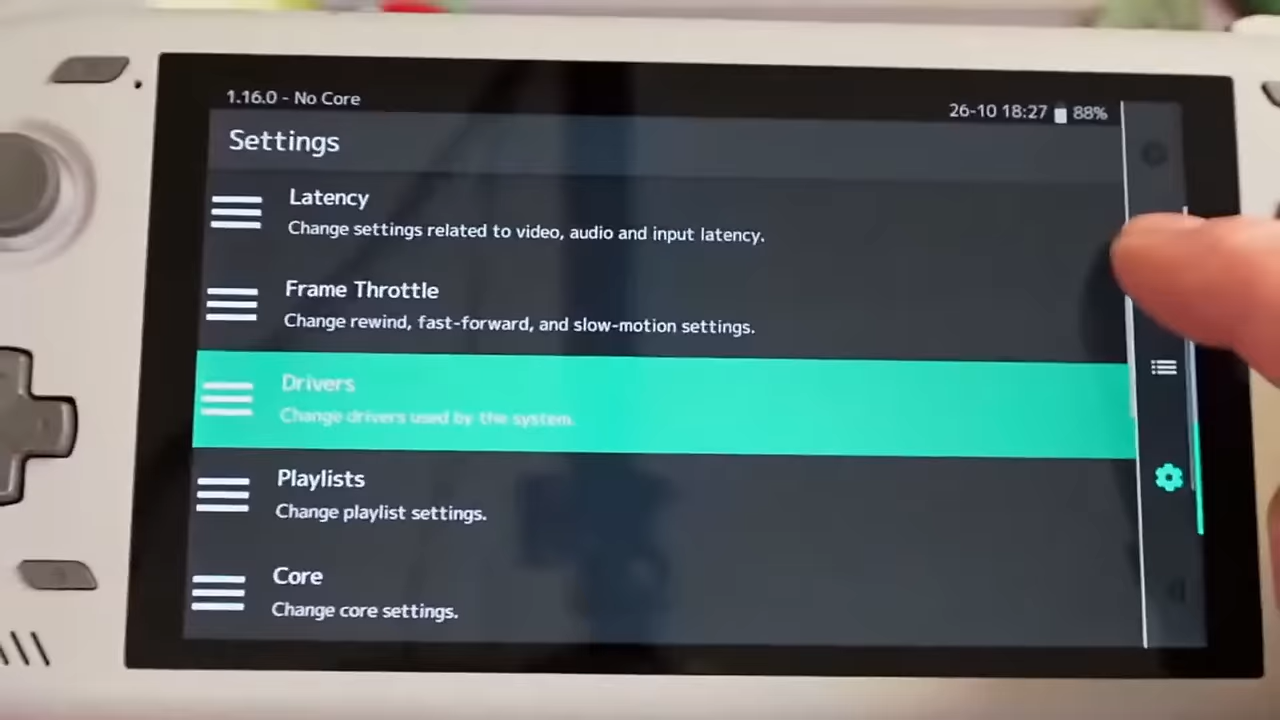 1.16.0 - No Core
26-10 18:27 88%
Settings
Latency
Change settings related to video, audio and input latency.
Frame Throttle
Change rewind, fast-forward, and slow-motion settings.
Drivers
Change drivers used by the system.
Playlists
Change playlist settings.
Core
Change core settings.